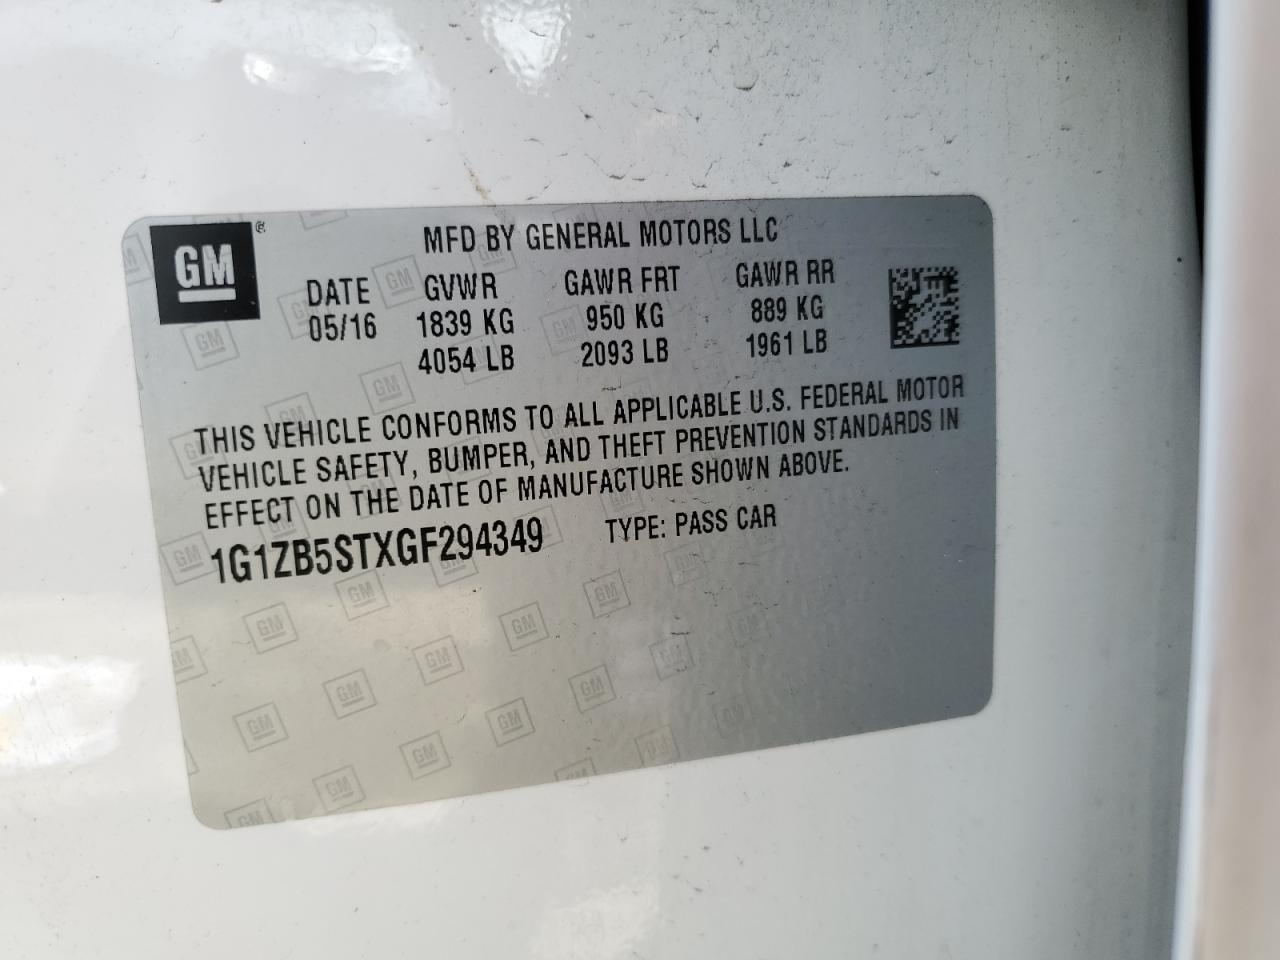 GM®
MFD BY GENERAL MOTORS LLC
DATE GVWR GAWR FRT GAWR RR
05/16 1839 KG 950 KG 889 KG
4054 LB 2093 LB 1961 LB
THIS VEHICLE CONFORMS TO ALL APPLICABLE U.S. FEDERAL MOTOR
VEHICLE SAFETY, BUMPER, AND THEFT PREVENTION STANDARDS IN
EFFECT ON THE DATE OF MANUFACTURE SHOWN ABOVE.
1G1ZB5STXGF294349 TYPE: PASS CAR